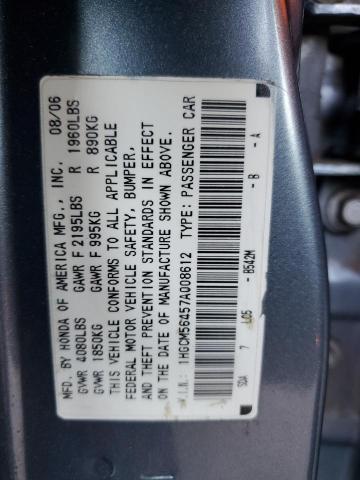 MFD. BY HONDA OF AMERICA MFG., INC. 08/06
GVWR 4080LBS GAWR F 2195LBS R 1960LBS
GVWR 1850KG GAWR F 995KG R 890KG
THIS VEHICLE CONFORMS TO ALL APPLICABLE
FEDERAL MOTOR VEHICLE SAFETY, BUMPER,
AND THEFT PREVENTION STANDARDS IN EFFECT
ON THE DATE OF MANUFACTURE SHOWN ABOVE.
V.I.N.: 1HGCM56457A008612 TYPE: PASSENGER CAR
SDA 7 L05 - B542M - B - A